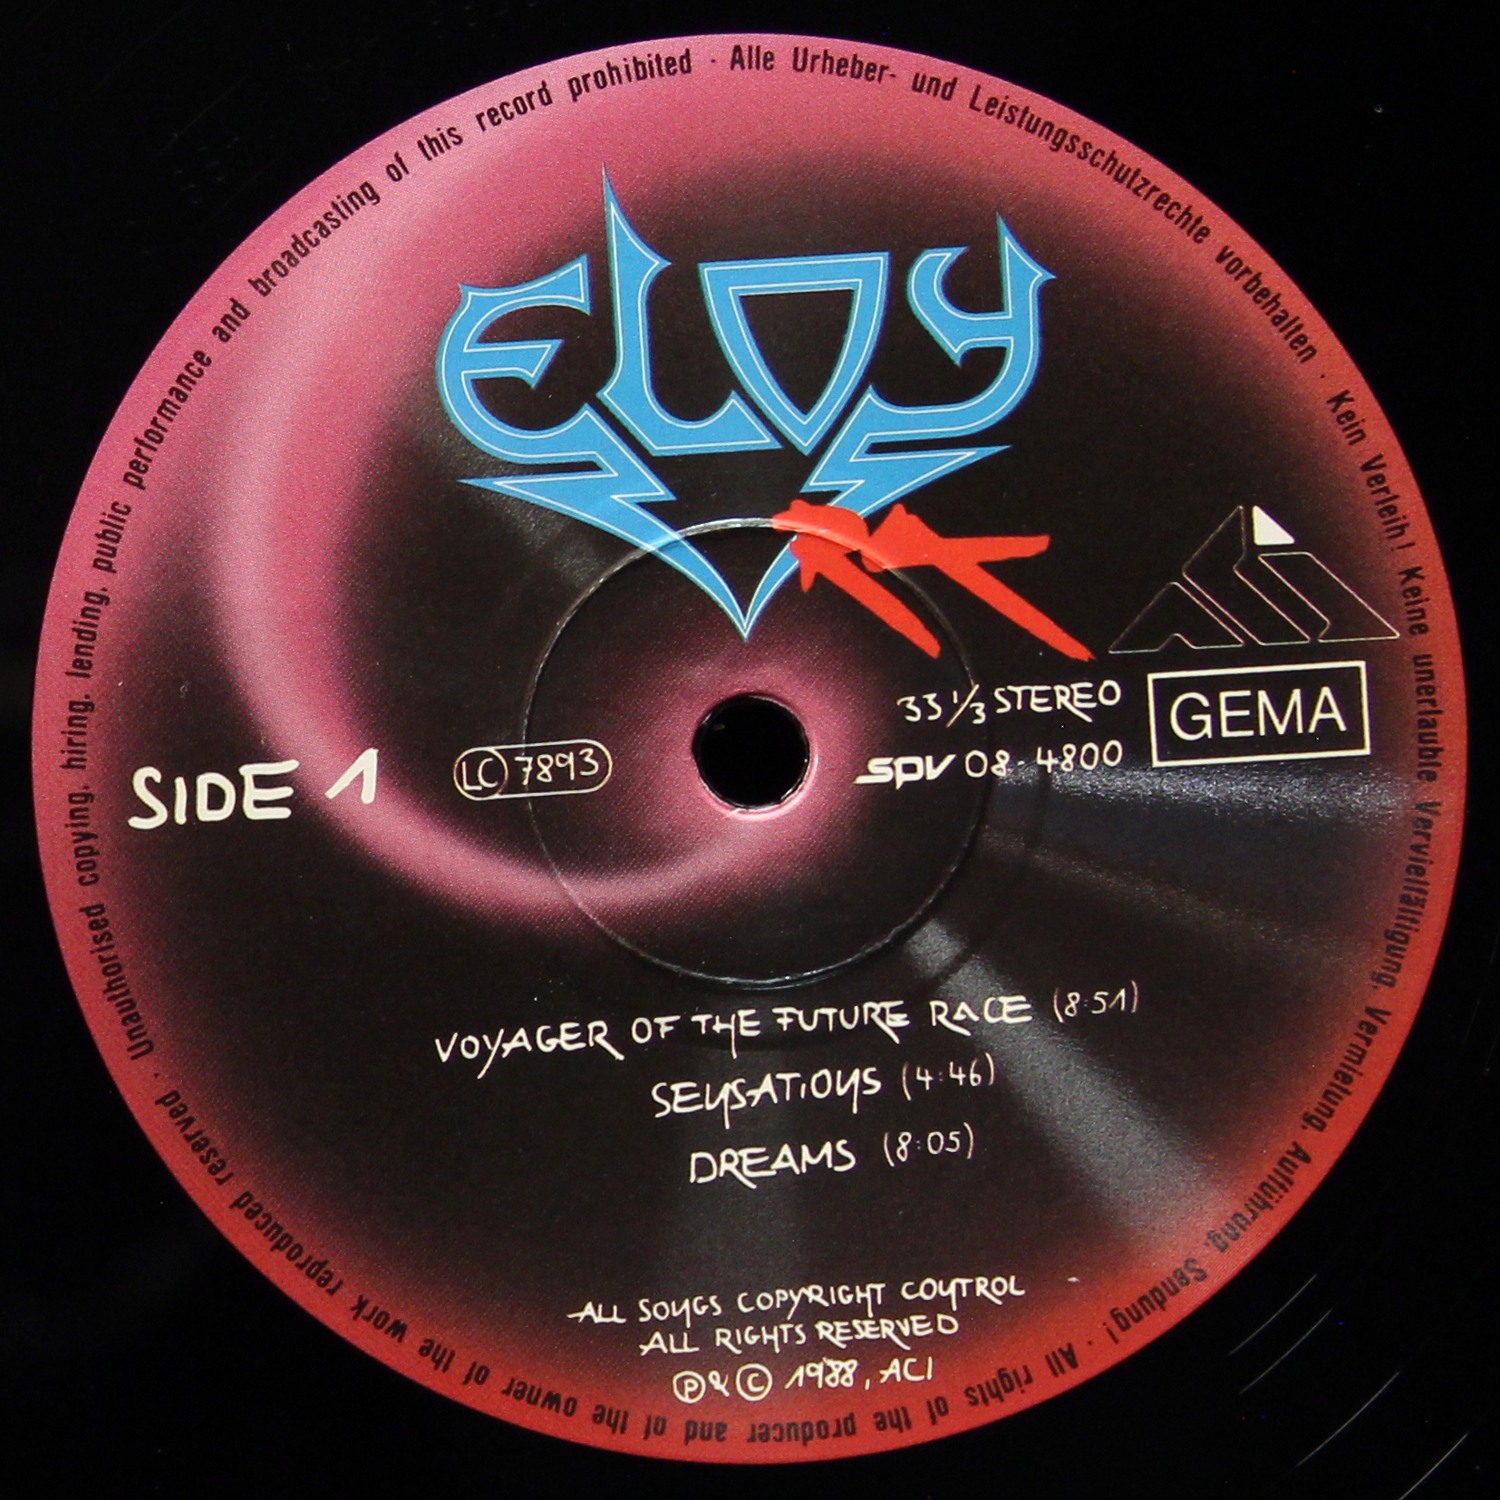 Unauthorised copying, hiring, lending, public performance and broadcasting of this record prohibited · Alle Urheber- und Leistungsschutzrechte vorbehalten · Kein Verleih! Keine unerlaubte Vervielfältigung, Vermietung, Aufführung, Sendung! · All rights of the producer and of the owner of the work reproduced reserved ·
ELOY
RA
ACI
33 1/3 STEREO
GEMA
SIDE 1
LC 7893
SPV 08-4800
VOYAGER OF THE FUTURE RACE (8:51)
SENSATIONS (4:46)
DREAMS (8:05)
ALL SONGS COPYRIGHT CONTROL
ALL RIGHTS RESERVED
℗ & © 1988, ACI